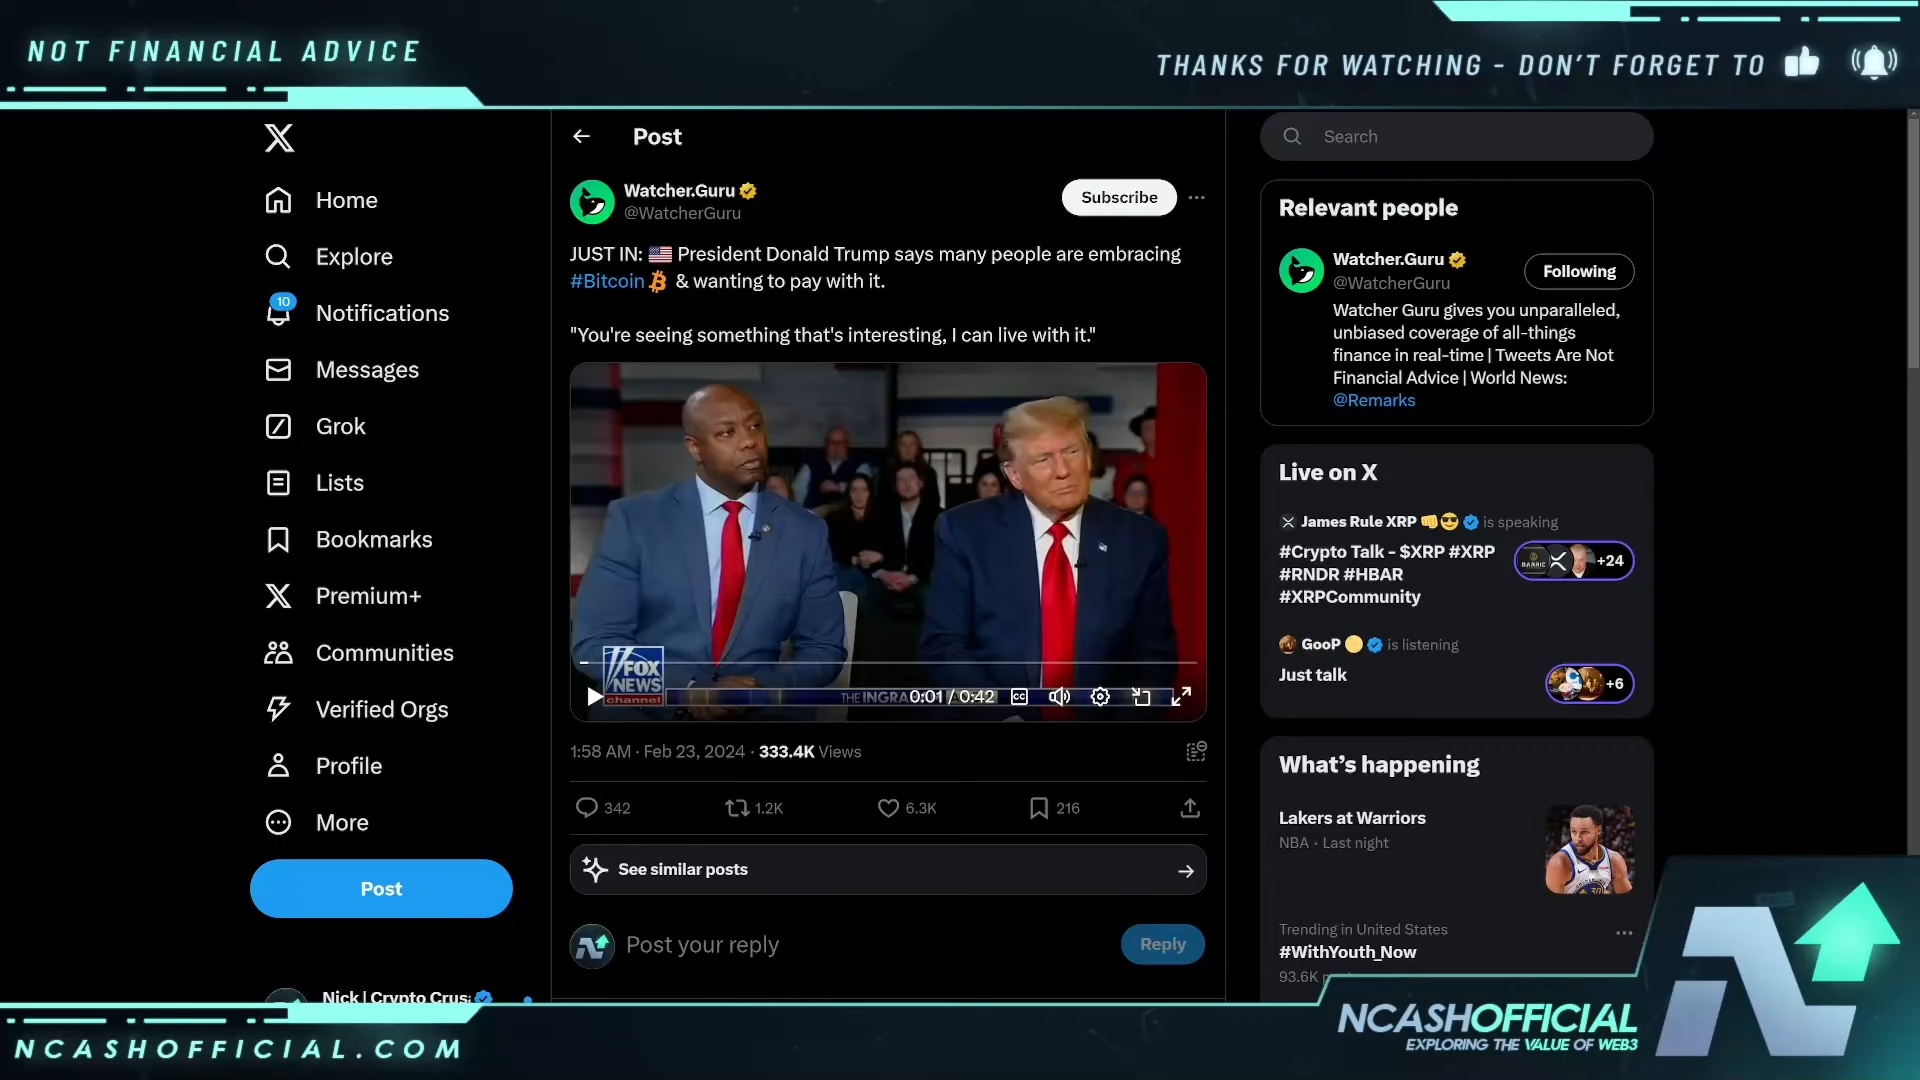 NOT FINANCIAL ADVICE
THANKS FOR WATCHING - DON'T FORGET TO
Home
Explore
10
Notifications
Messages
Grok
Lists
Bookmarks
Premium+
Communities
Verified Orgs
Profile
More
Post
Nick | Crypto Crus
Post
Watcher.Guru
@WatcherGuru
Subscribe
JUST IN: 🇺🇸 President Donald Trump says many people are embracing
#Bitcoin & wanting to pay with it.
"You're seeing something that's interesting, I can live with it."
FOX
NEWS
channel
THE INGRA
0:01 / 0:42
1:58 AM · Feb 23, 2024 · 333.4K Views
342
1.2K
6.3K
216
See similar posts
Post your reply
Reply
Search
Relevant people
Watcher.Guru
@WatcherGuru
Following
Watcher Guru gives you unparalleled,
unbiased coverage of all-things
finance in real-time | Tweets Are Not
Financial Advice | World News:
@Remarks
Live on X
James Rule XRP 👊😎 is speaking
#Crypto Talk - $XRP #XRP
#RNDR #HBAR
#XRPCommunity
BARRIC
+24
GooP 🟡 is listening
Just talk
+6
What's happening
Lakers at Warriors
NBA · Last night
Trending in United States
#WithYouth_Now
93.6K
NCASHOFFICIAL.COM
NCASHOFFICIAL
EXPLORING THE VALUE OF WEB3